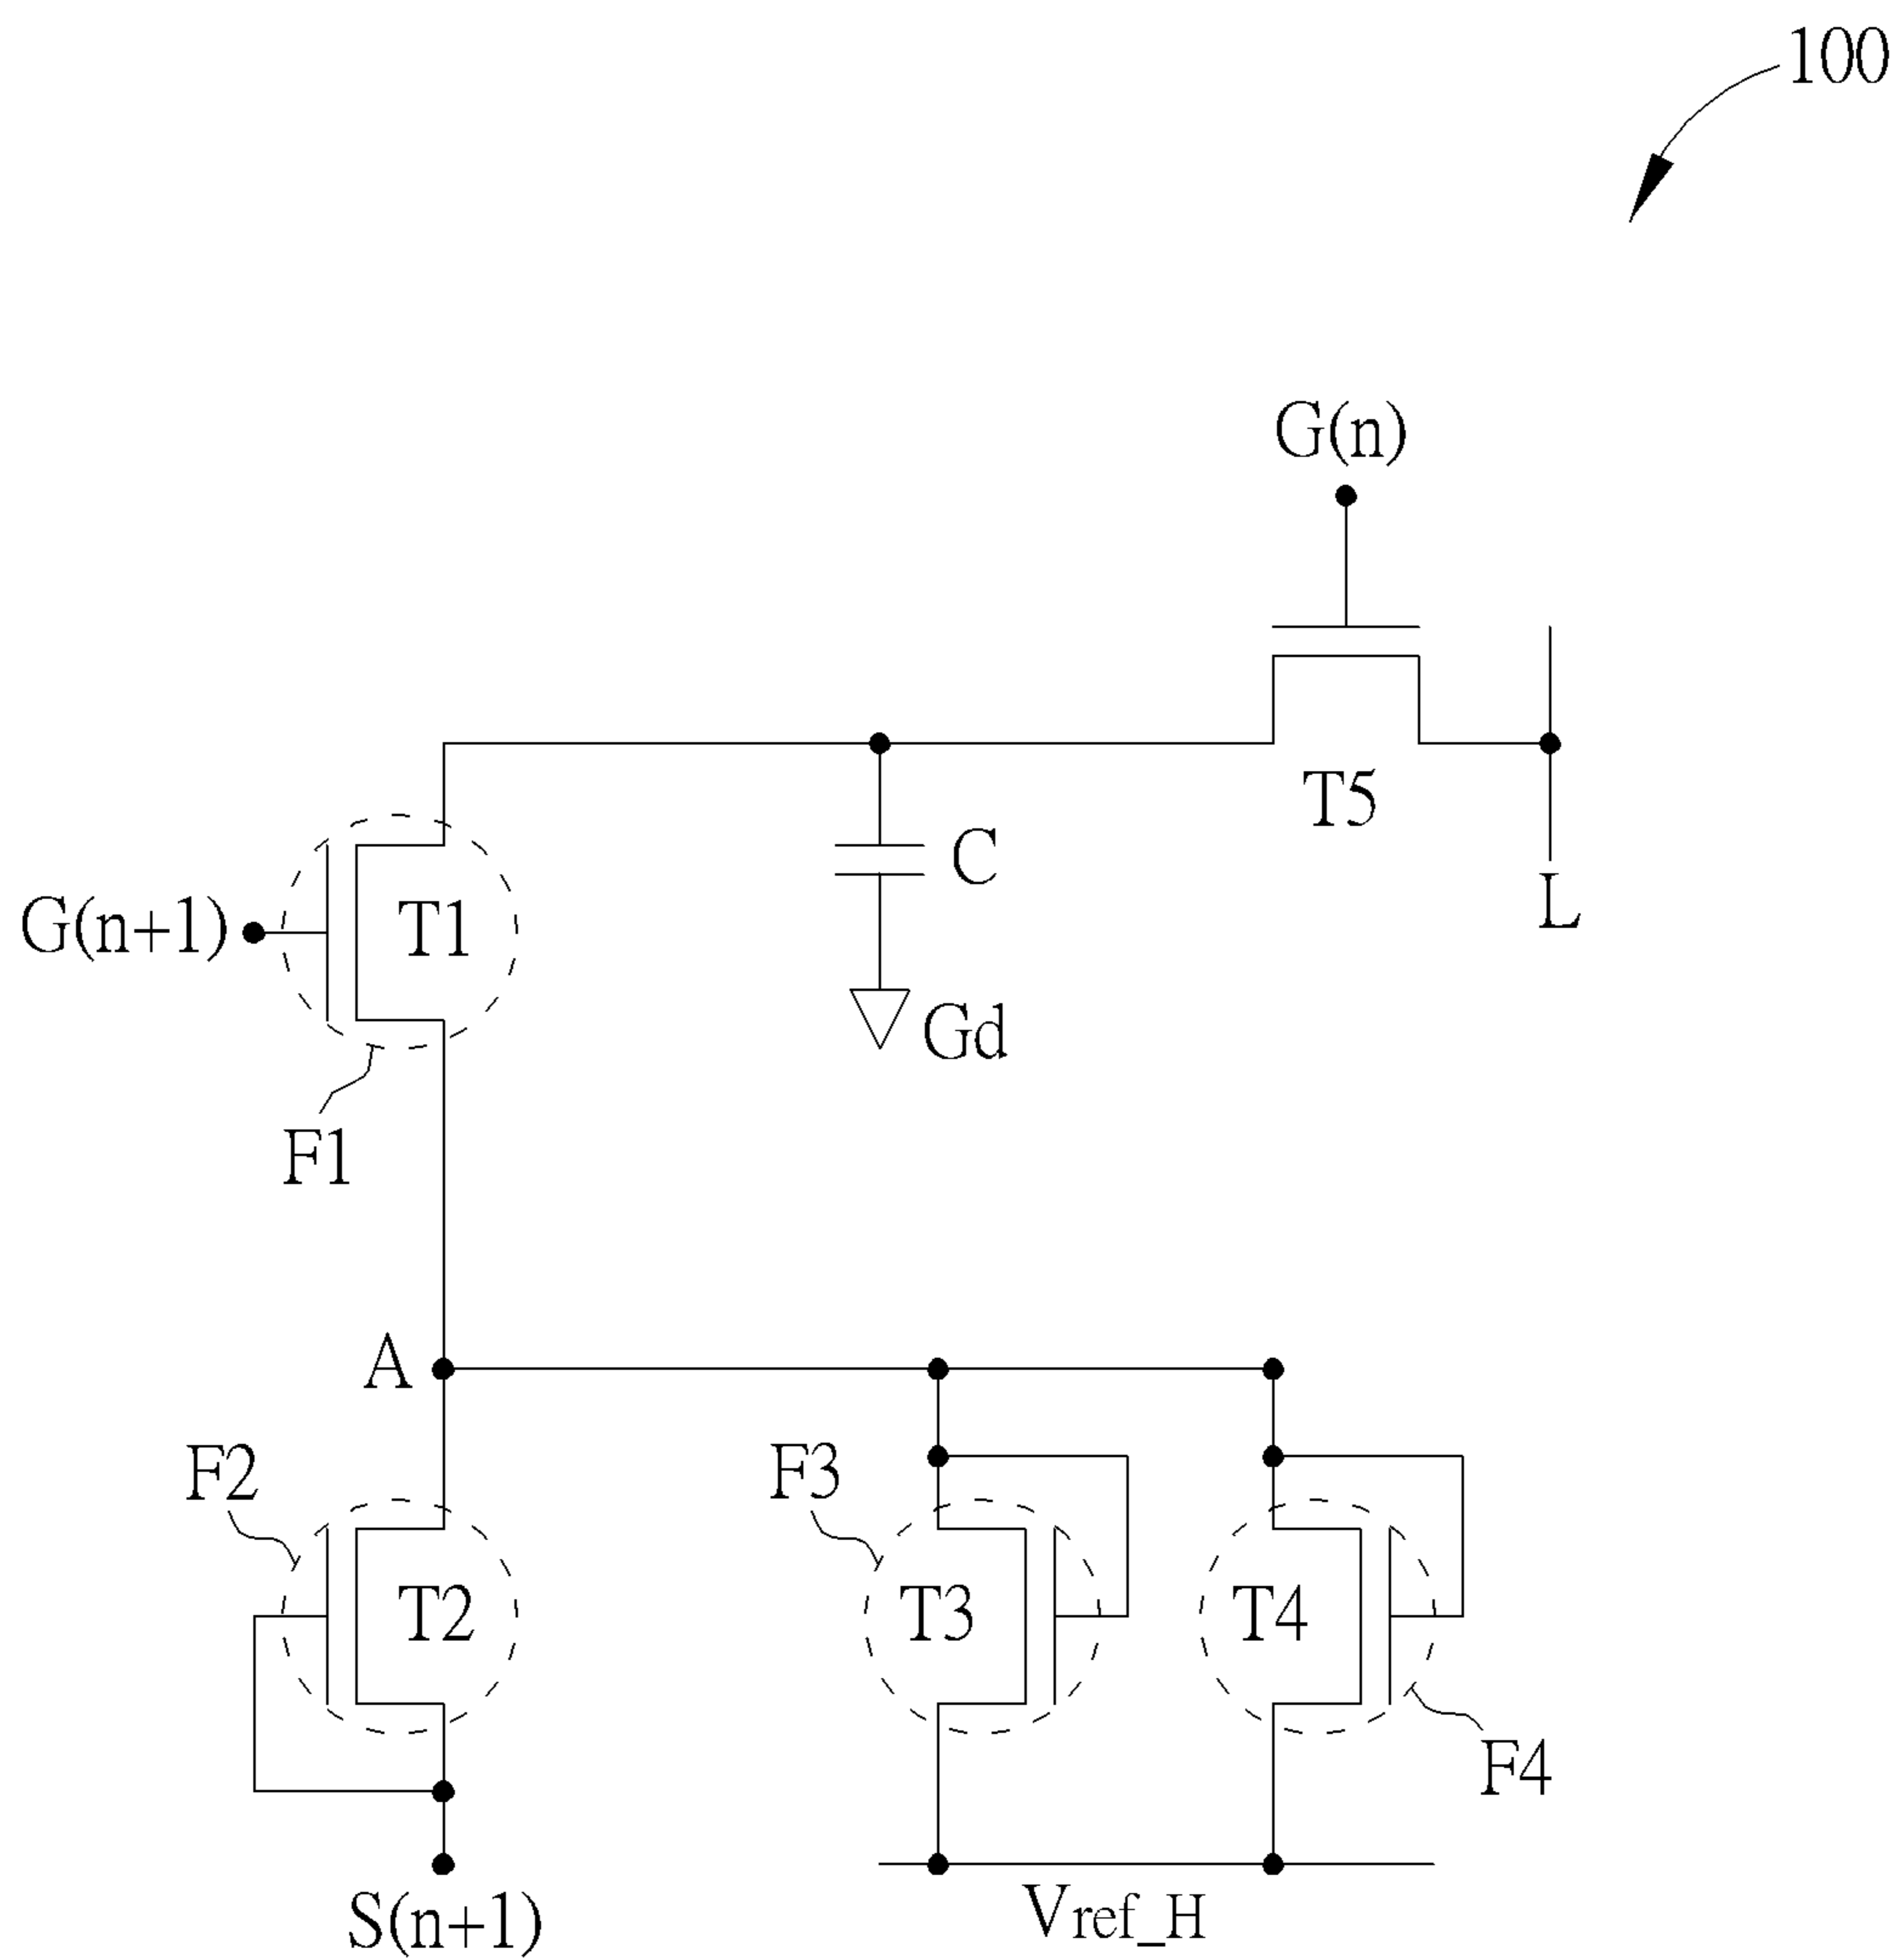 100
G(n)
T5
C
L
T1
G(n+1)
Gd
F1
A
F2
F3
T2
T3
T4
F4
S(n+1)
Vref_H